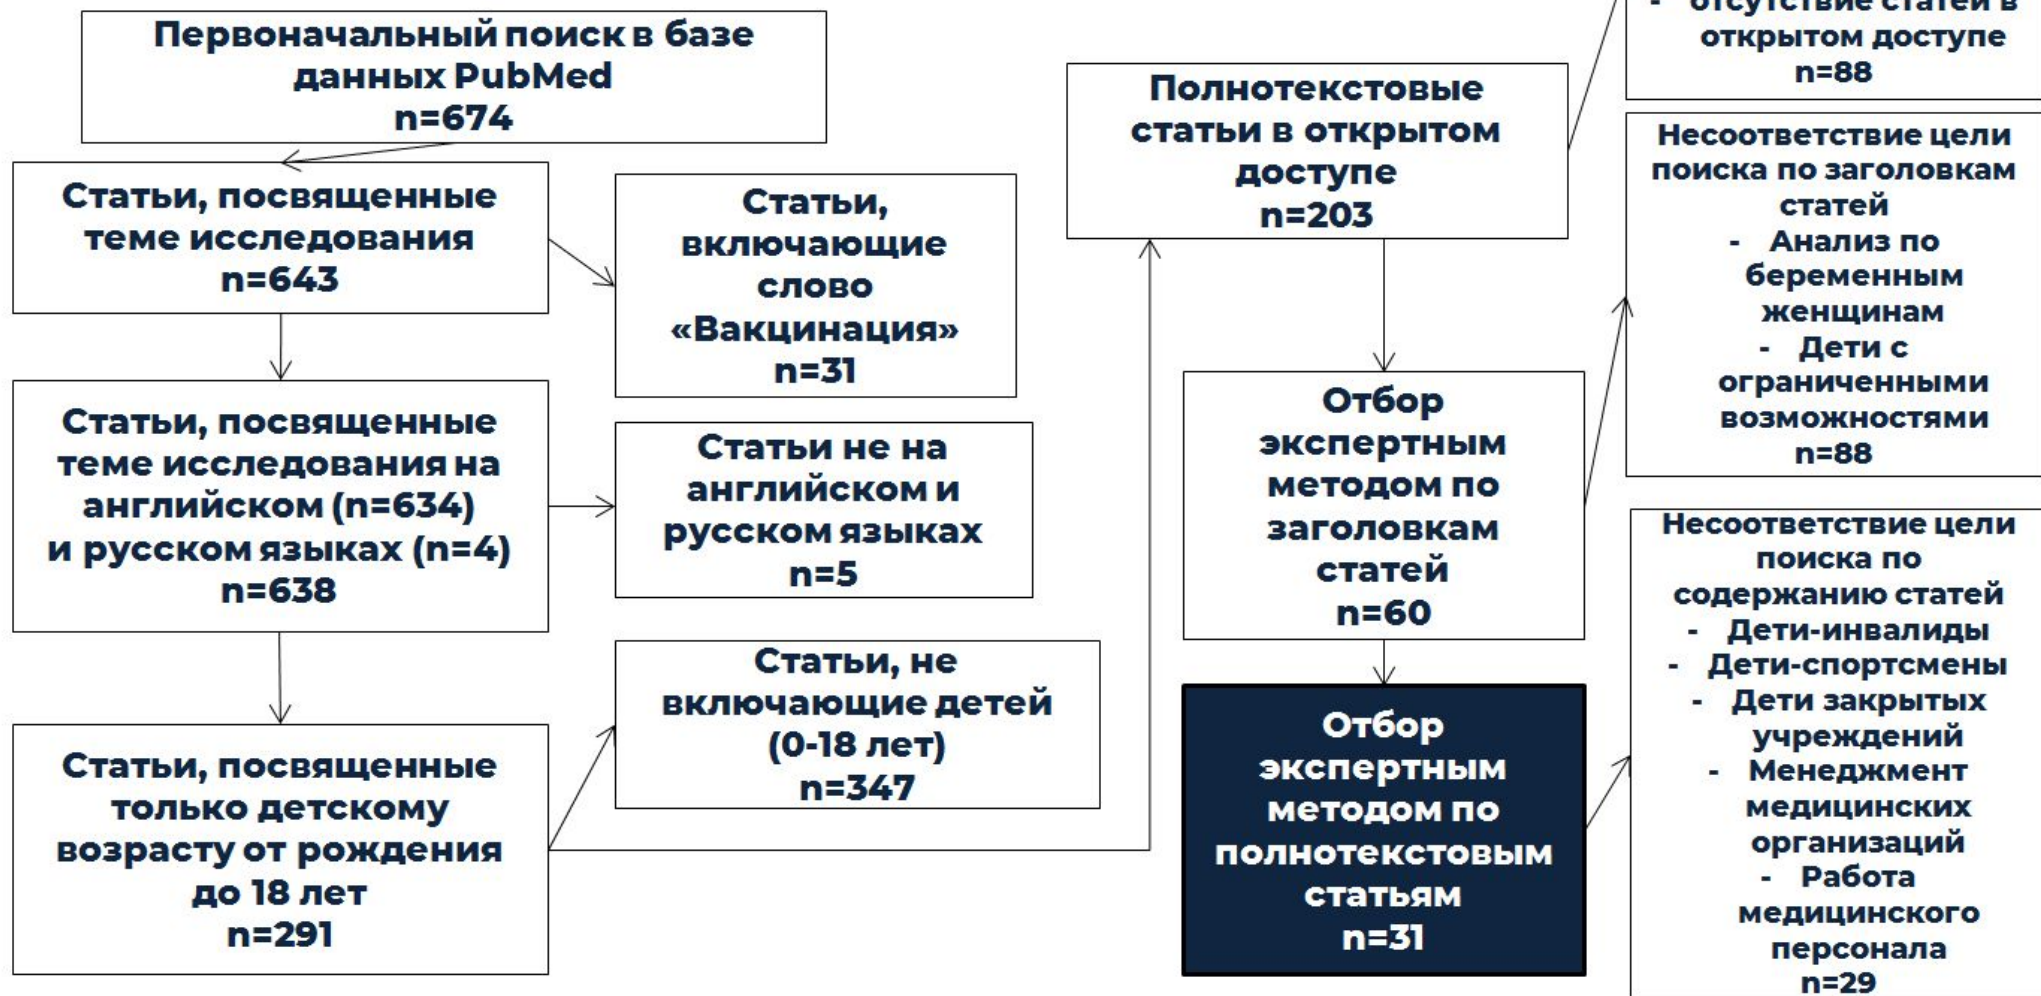 Первоначальный поиск в базе
данных PubMed
n=674
Статьи, посвященные
теме исследования
n=643
Статьи,
включающие
слово
«Вакцинация»
n=31
Статьи, посвященные
теме исследования на
английском (n=634)
и русском языках (n=4)
n=638
Статьи не на
английском и
русском языках
n=5
Статьи, посвященные
только детскому
возрасту от рождения
до 18 лет
n=291
Статьи, не
включающие детей
(0-18 лет)
n=347
Полнотекстовые
статьи в открытом
доступе
n=203
- отсутствие статей в
открытом доступе
n=88
Отбор
экспертным
методом по
заголовкам
статей
n=60
Несоответствие цели
поиска по заголовкам
статей
- Анализ по
беременным
женщинам
- Дети с
ограниченными
возможностями
n=88
Отбор
экспертным
методом по
полнотекстовым
статьям
n=31
Несоответствие цели
поиска по
содержанию статей
- Дети-инвалиды
- Дети-спортсмены
- Дети закрытых
учреждений
- Менеджмент
медицинских
организаций
- Работа
медицинского
персонала
n=29